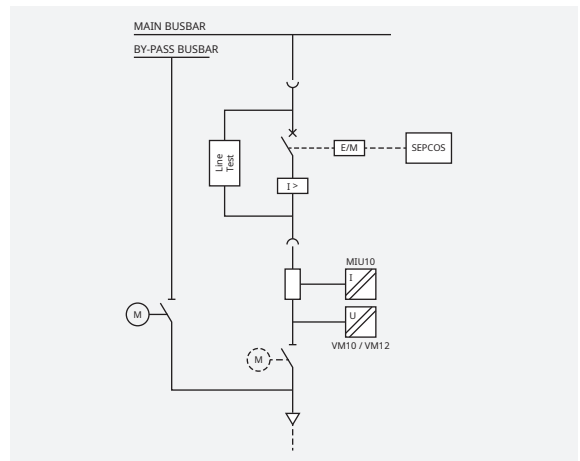 MAIN BUSBAR
BY-PASS BUSBAR
Line
Test
E/M
SEPCOS
I >
MIU10
I
U
M
VM10 / VM12
M